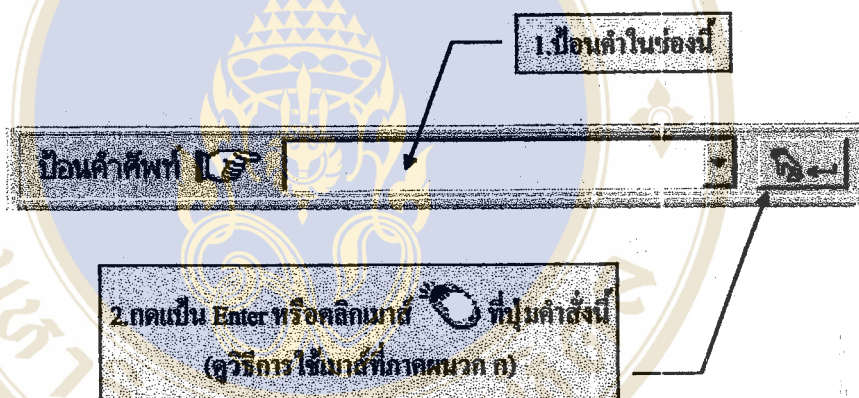 1.ป้อนคำในช่องนี้
ป้อนคำศัพท์
2.กดแป้น Enter หรือคลิกเมาส์ ที่ปุ่มคำสั่งนี้
(ดูวิธีการใช้เมาส์ที่ภาคผนวก ก)